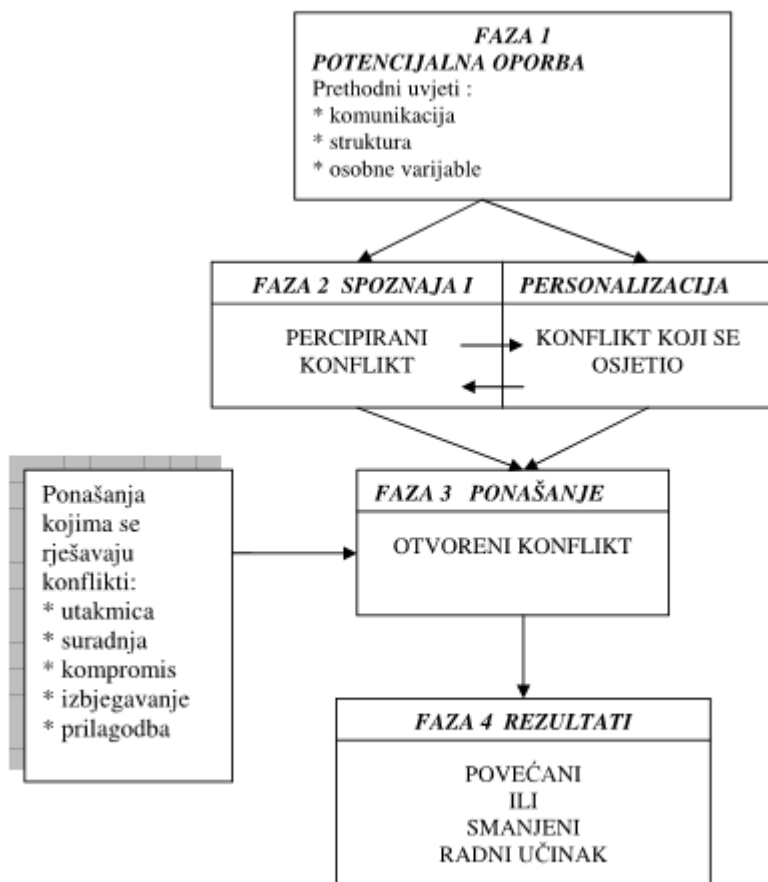 FAZA 1
POTENCIJALNA OPORBA
Prethodni uvjeti :
* komunikacija
* struktura
* osobne varijable
FAZA 2 SPOZNAJA I
PERSONALIZACIJA
PERCIPIRANI
KONFLIKT
KONFLIKT KOJI SE
OSJETIO
Ponašanja
kojima se
rješavaju
konflikti:
* utakmica
* suradnja
* kompromis
* izbjegavanje
* prilagodba
FAZA 3 PONAŠANJE
OTVORENI KONFLIKT
FAZA 4 REZULTATI
POVEĆANI
ILI
SMANJENI
RADNI UČINAK